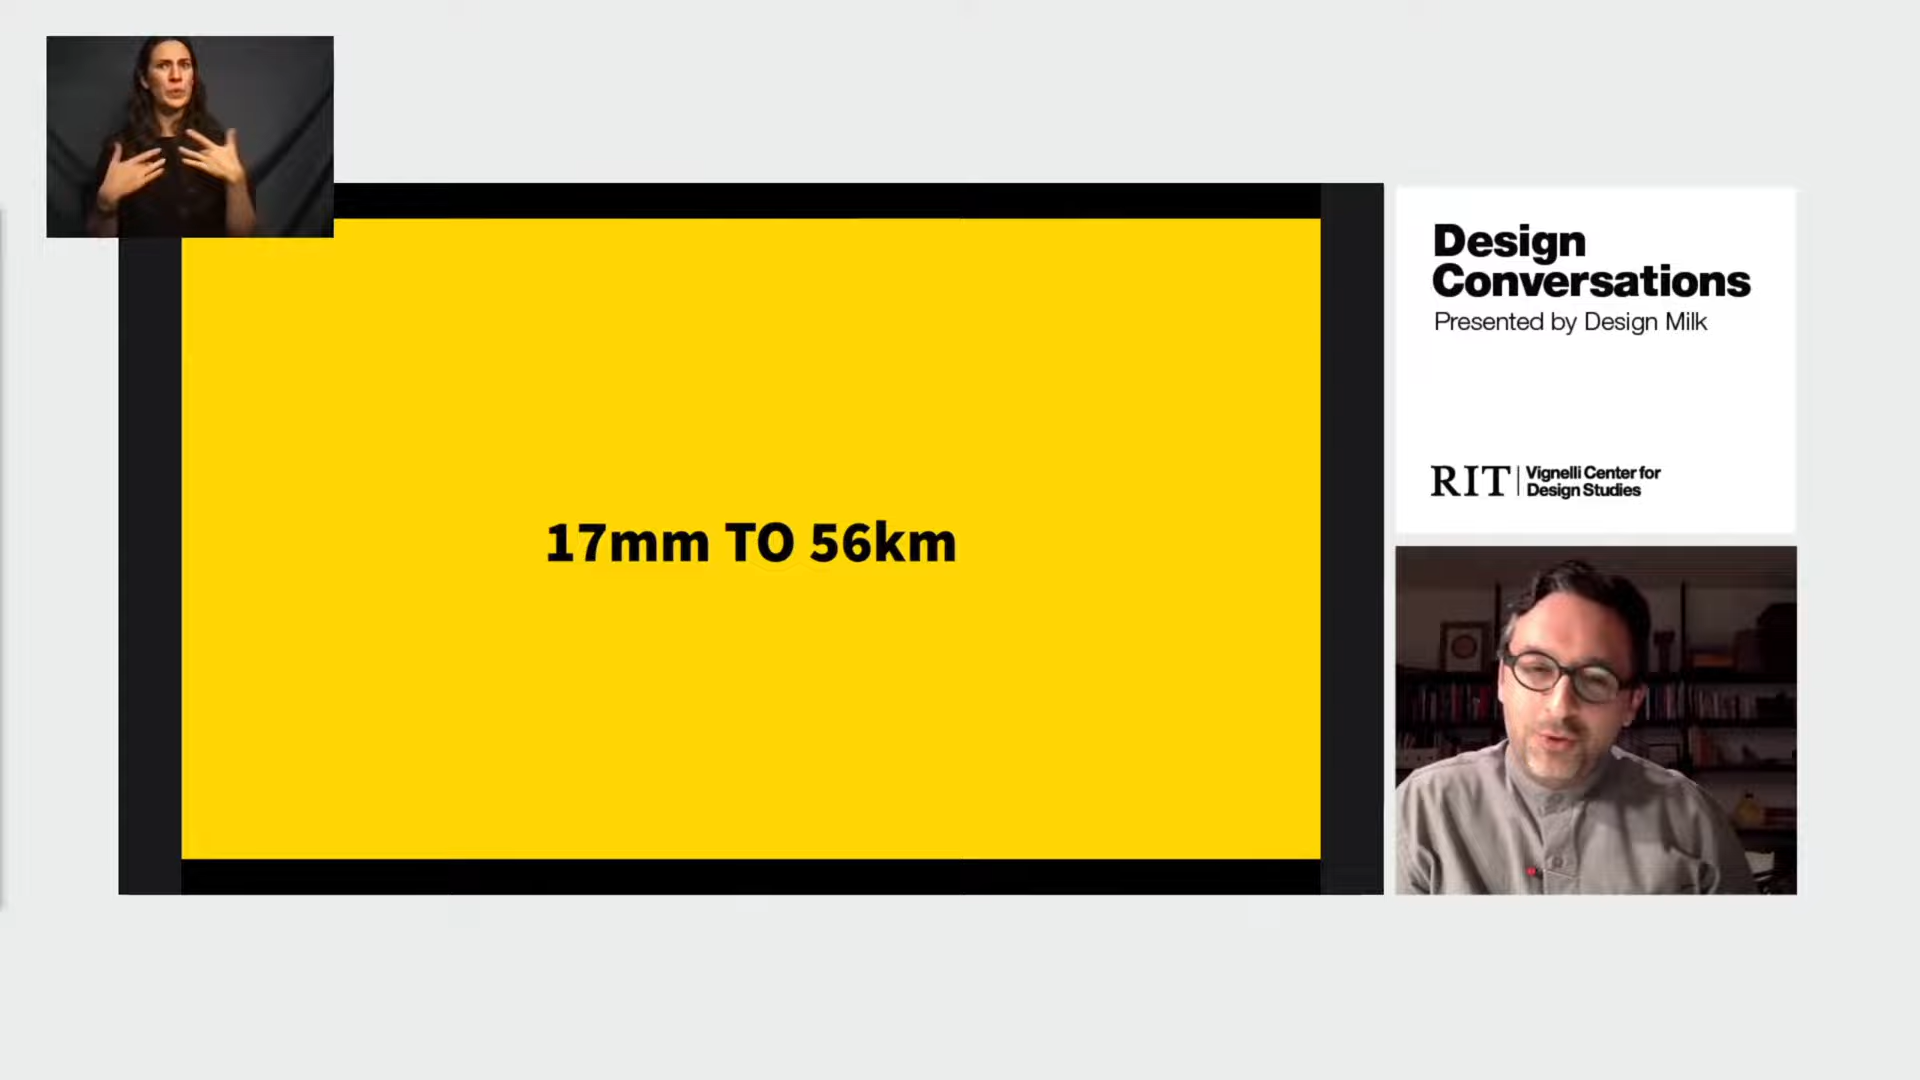 17mm TO 56km
Design
Conversations
Presented by Design Milk
RIT | Vignelli Center for
Design Studies